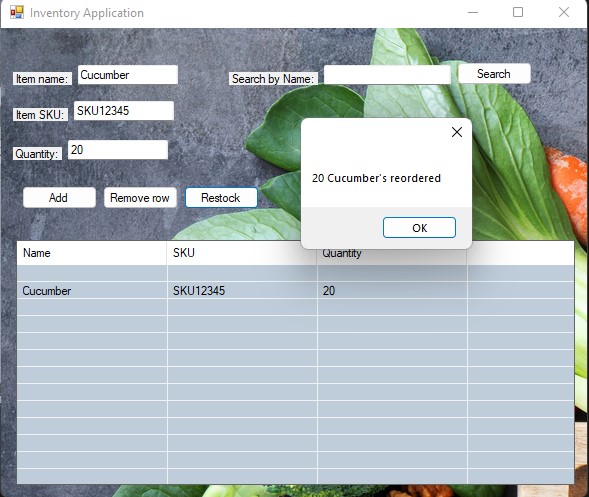 Inventory Application
Item name: Cucumber Search by Name: Search
Item SKU: SKU12345
Quantity: 20
Add Remove row Restock
20 Cucumber's reordered
OK
Name SKU Quantity
Cucumber SKU12345 20